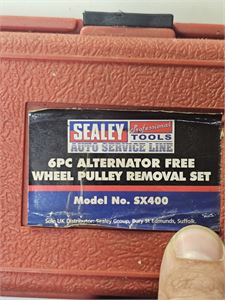 SEALEY Professional
TOOLS
AUTO SERVICE LINE
6PC ALTERNATOR FREE
WHEEL PULLEY REMOVAL SET
Model No. SX400
Sole UK Distributor: Sealey Group, Bury St Edmunds, Suffolk.